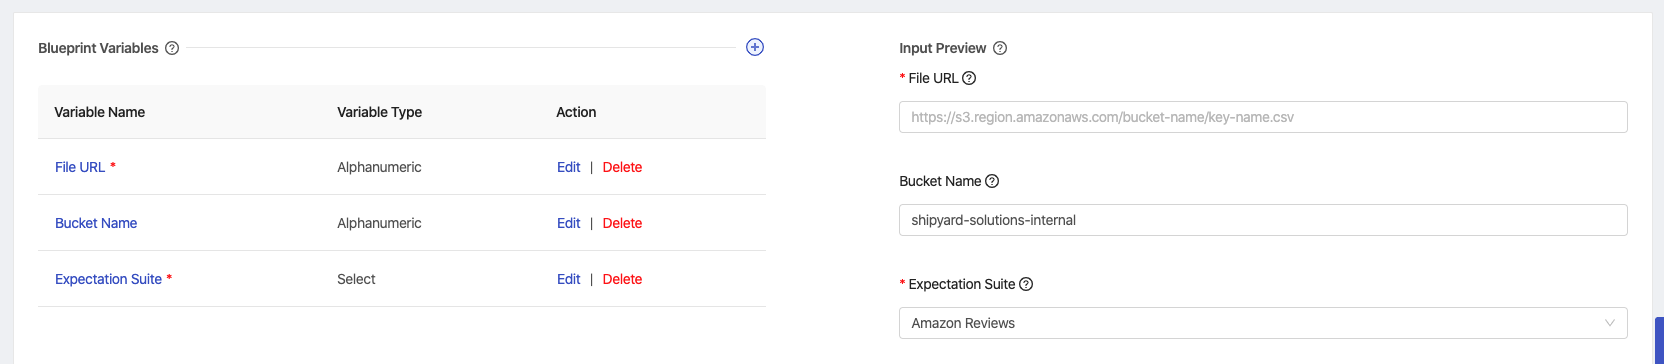 Blueprint Variables
Variable Name Variable Type Action
File URL * Alphanumeric Edit | Delete
Bucket Name Alphanumeric Edit | Delete
Expectation Suite * Select Edit | Delete
Input Preview
* File URL
https://s3.region.amazonaws.com/bucket-name/key-name.csv
Bucket Name
shipyard-solutions-internal
* Expectation Suite
Amazon Reviews